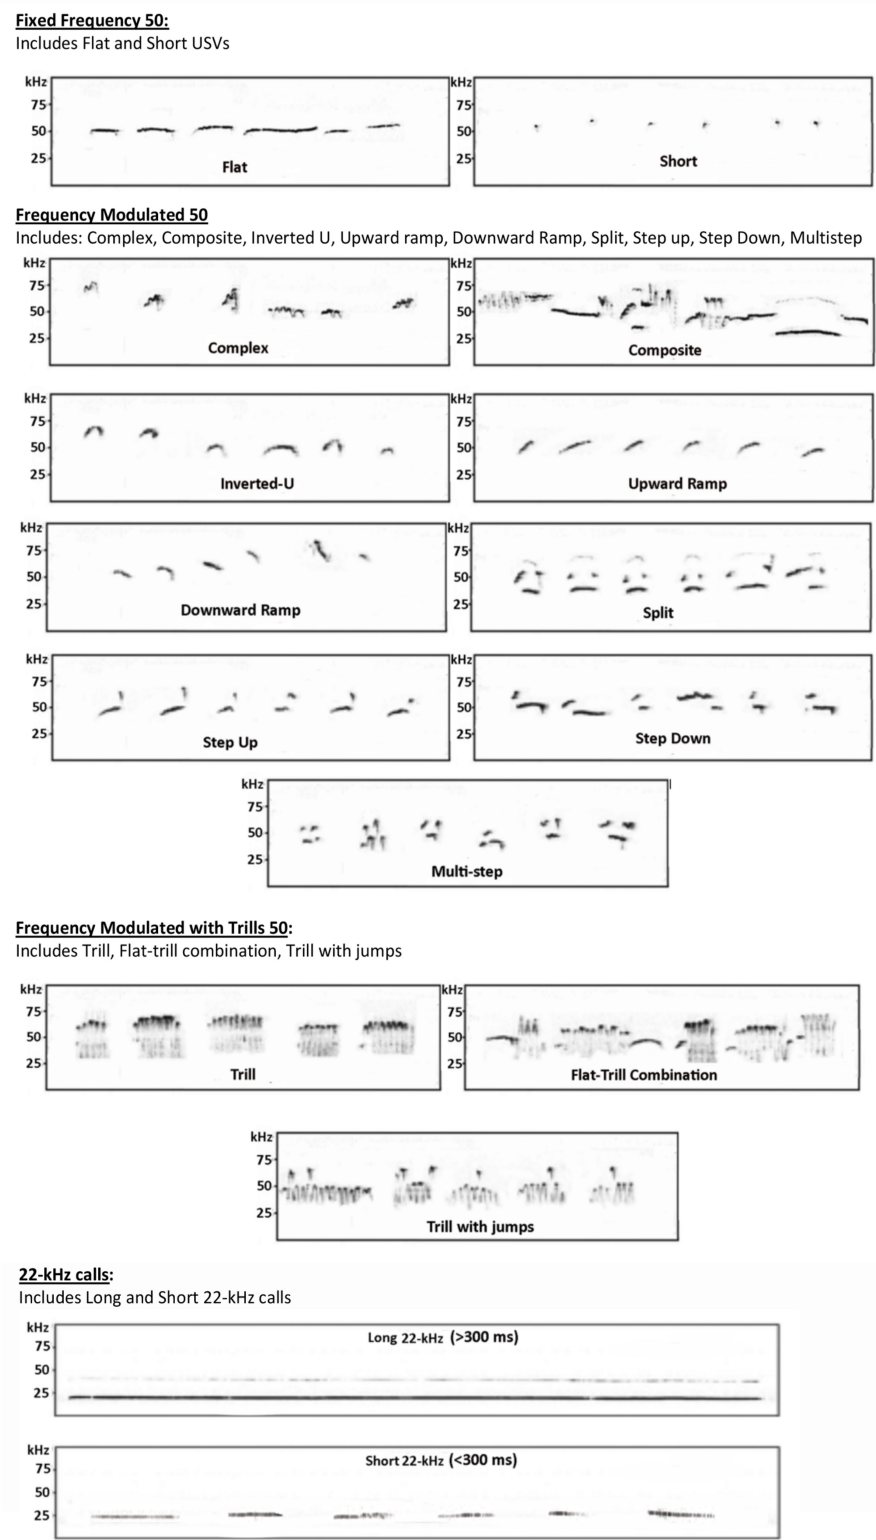 Fixed Frequency 50:
Includes Flat and Short USVs
kHz
75
50
25
Flat
kHz
75
50
25
Short
Frequency Modulated 50
Includes: Complex, Composite, Inverted U, Upward ramp, Downward Ramp, Split, Step up, Step Down, Multistep
kHz
75
50
25
Complex
kHz
75
50
25
Composite
kHz
75
50
25
Inverted-U
kHz
75
50
25
Upward Ramp
kHz
75
50
25
Downward Ramp
kHz
75
50
25
Split
kHz
75
50
25
Step Up
kHz
75
50
25
Step Down
kHz
75
50
25
Multi-step
Frequency Modulated with Trills 50:
Includes Trill, Flat-trill combination, Trill with jumps
kHz
75
50
25
Trill
kHz
75
50
25
Flat-Trill Combination
kHz
75
50
25
Trill with jumps
22-kHz calls:
Includes Long and Short 22-kHz calls
kHz
75
50
25
Long 22-kHz (>300 ms)
kHz
75
50
25
Short 22-kHz (<300 ms)